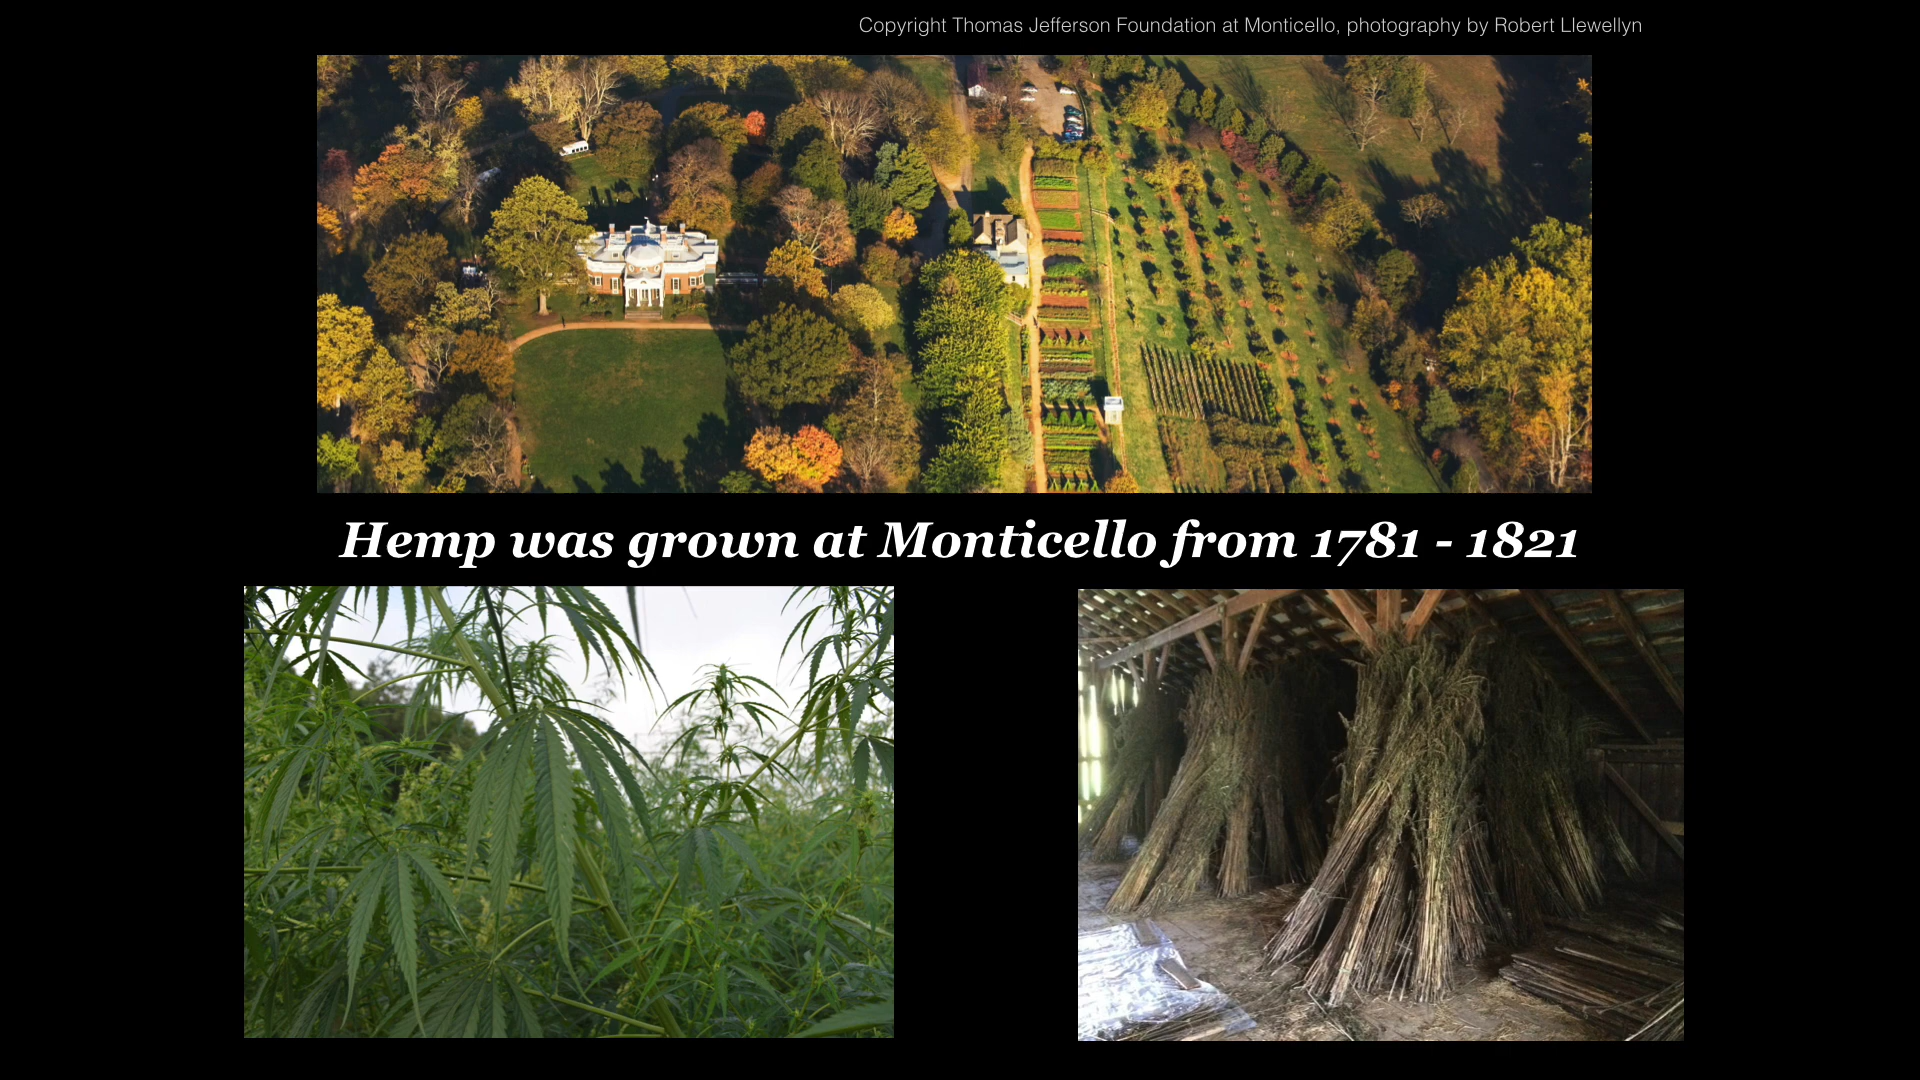 Copyright Thomas Jefferson Foundation at Monticello, photography by Robert Llewellyn
Hemp was grown at Monticello from 1781 - 1821